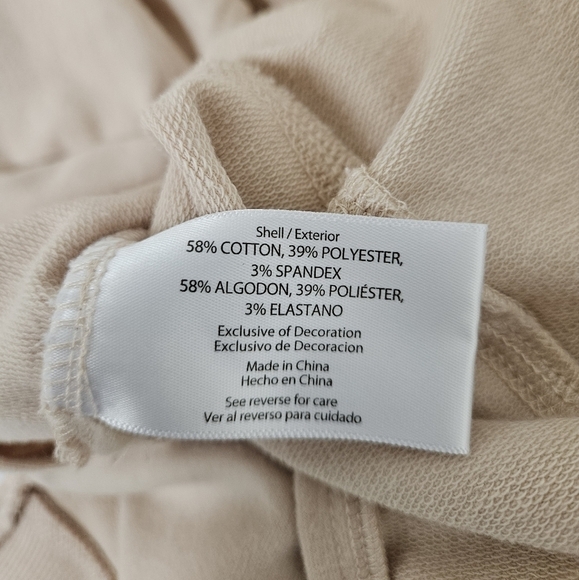 Shell / Exterior
58% COTTON, 39% POLYESTER,
3% SPANDEX
58% ALGODON, 39% POLIÉSTER,
3% ELASTANO
Exclusive of Decoration
Exclusivo de Decoracion
Made in China
Hecho en China
See reverse for care
Ver al reverso para cuidado